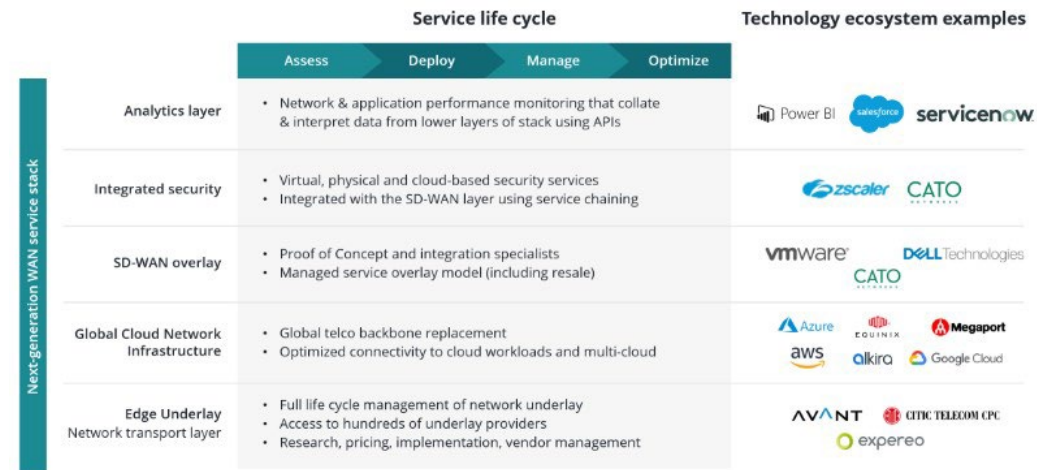 Service life cycle
Technology ecosystem examples
Assess
Deploy
Manage
Optimize
Next-generation WAN service stack
Analytics layer
• Network & application performance monitoring that collate
& interpret data from lower layers of stack using APIs
Power BI
salesforce
servicenow
Integrated security
• Virtual, physical and cloud-based security services
• Integrated with the SD-WAN layer using service chaining
zscaler
CATO
NETWORKS
SD-WAN overlay
• Proof of Concept and integration specialists
• Managed service overlay model (including resale)
vmware®
DELL Technologies
CATO
NETWORKS
Global Cloud Network
Infrastructure
• Global telco backbone replacement
• Optimized connectivity to cloud workloads and multi-cloud
Azure
EQUINIX
Megaport
aws
alkira
Google Cloud
Edge Underlay
Network transport layer
• Full life cycle management of network underlay
• Access to hundreds of underlay providers
• Research, pricing, implementation, vendor management
AVANT
CITIC TELECOM CPC
expereo